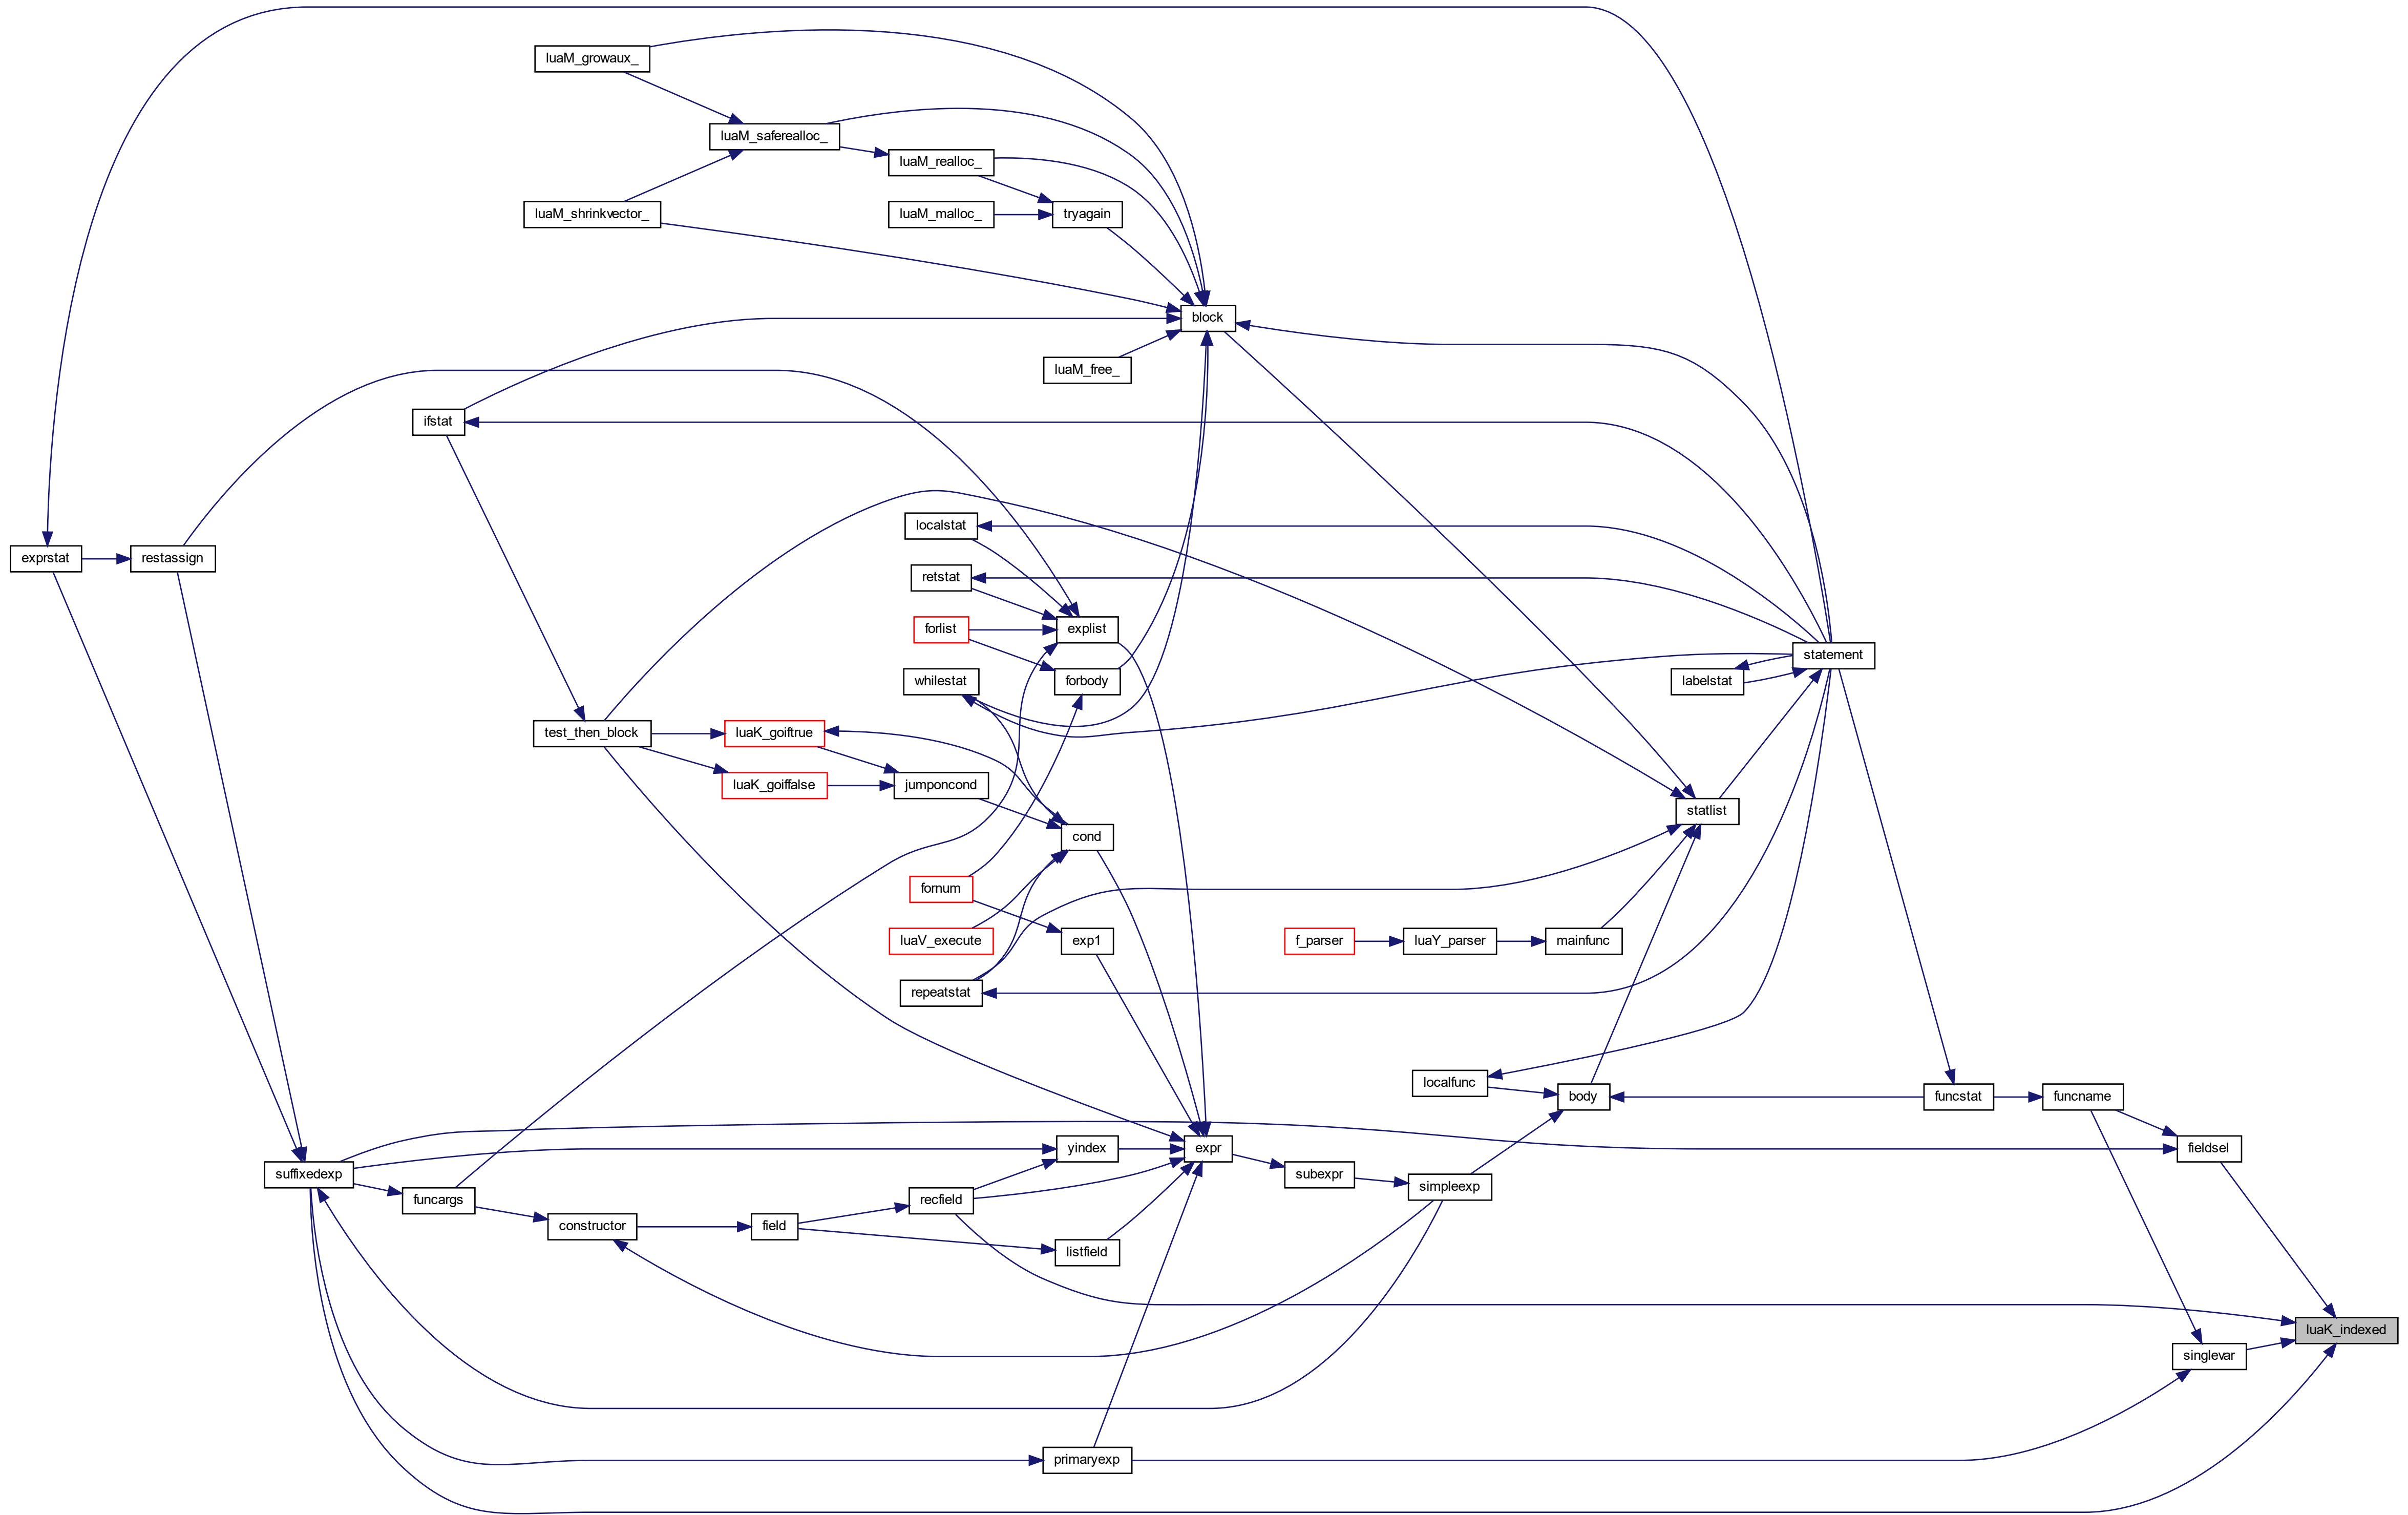 luaM_growaux_
luaM_saferealloc_
luaM_realloc_
luaM_shrinkvector_
luaM_malloc_
tryagain
block
luaM_free_
ifstat
localstat
exprstat
restassign
retstat
forlist
explist
statement
whilestat
forbody
labelstat
test_then_block
luaK_goiftrue
luaK_goiffalse
jumponcond
statlist
cond
fornum
luaV_execute
exp1
f_parser
luaY_parser
mainfunc
repeatstat
localfunc
body
funcstat
funcname
yindex
expr
fieldsel
suffixedexp
subexpr
simpleexp
funcargs
recfield
constructor
field
listfield
luaK_indexed
singlevar
primaryexp